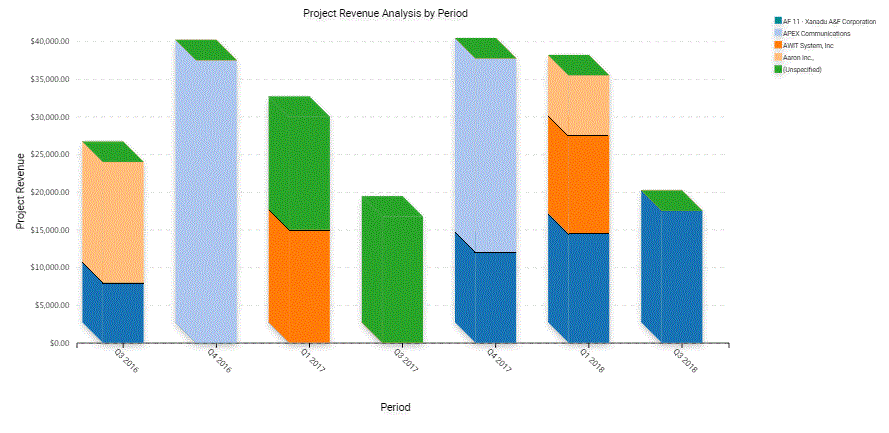 Project Revenue Analysis by Period
AF 11 - Xanadu A&F Corporation
APEX Communications
AWIT System, Inc
Aaron Inc.,
(Unspecified)
$40,000.00
$35,000.00
$30,000.00
$25,000.00
$20,000.00
$15,000.00
$10,000.00
$5,000.00
$0.00
Project Revenue
Q3 2016
Q4 2016
Q1 2017
Q3 2017
Q4 2017
Q1 2018
Q3 2018
Period